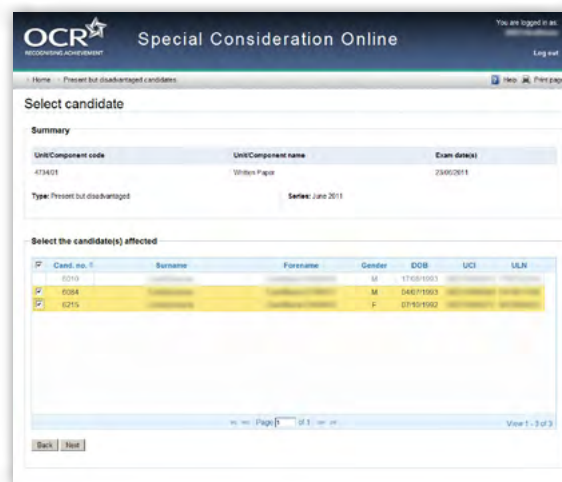 You are logged in as:
OCR
RECOGNISING ACHIEVEMENT
Special Consideration Online
Log out
Home Present but disadvantaged candidates
Help Print page
Select candidate
Summary
Unit/Component code Unit/Component name Exam date(s)
4734/01 Written Paper 23/06/2011
Type: Present but disadvantaged Series: June 2011
Select the candidate(s) affected
Cand. no. Surname Forename Gender DOB UCI ULN
M 17/08/1993
6084 M 04/07/1993
6215 F 07/10/1992
Page 1 of 1
View 1 - 3 of 3
Back Next